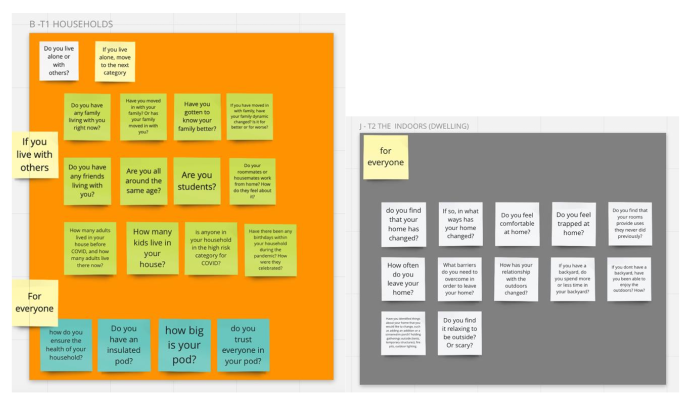 B -T1 HOUSEHOLDS
Do you live
alone or
with
others?
If you
live
alone, move
to the next
category
If you
live with
others
Do you have
any family
living with you
right now?
Have you moved
in with your
family? Or has
your family
moved in with
you?
Have you
gotten to
know your
family better?
If you have moved in
with family, have
your family dynamic
changed? Is it for
better or for worse?
Do you have
any friends
living with
you?
Are you all
around the
same age?
Are you
students?
Do your
roommates or
housemates work
from home? How
do they feel about
it?
How many adults
lived in your
house before
COVID, and how
many adults live
there now?
How many
kids live in
your
house?
Is anyone in
your household
in the high risk
category for
COVID?
Have there been any
birthdays within
your household
during the
pandemic? How
were they
celebrated?
For
everyone
how do you
ensure the
health of your
household?
Do you
have an
insulated
pod?
how big
is your
pod?
do you
trust
everyone in
your pod?
J - T2 THE INDOORS (DWELLING)
for
everyone
do you find
that your
home has
changed?
If so, in what
ways has
your home
changed?
Do you feel
comfortable
at home?
Do you feel
trapped at
home?
Do you find that
your rooms
provide uses
they never did
previously?
How often
do you
leave your
home?
What barriers
do you need to
overcome in
order to leave
your home?
How has your
relationship
with the
outdoors
changed?
If you have a
backyard, do
you spend more
or less time in
your backyard?
If you dont have a
backyard, have
you been able to
enjoy the
outdoors? How?
Have you identified things
about your home that you
would like to change
Do you find
it relaxing to
be outside?
Or scary?